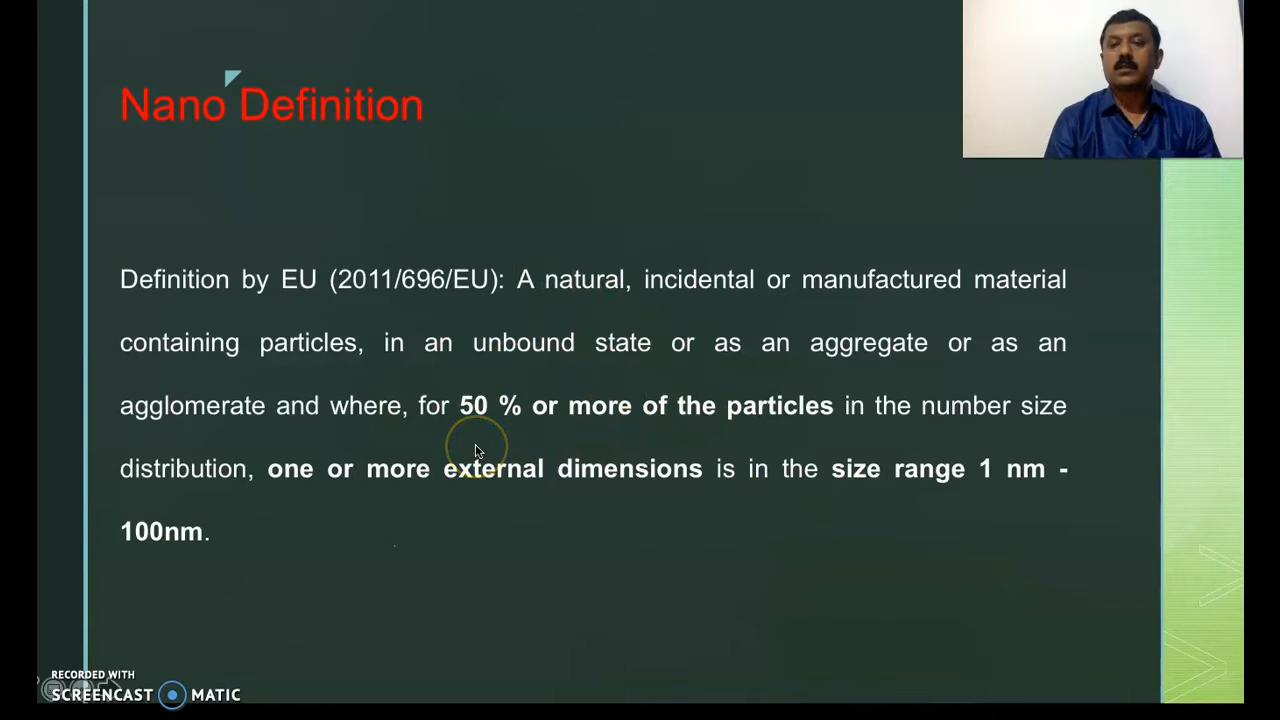 Nano Definition
Definition by EU (2011/696/EU): A natural, incidental or manufactured material
containing particles, in an unbound state or as an aggregate or as an
agglomerate and where, for 50 % or more of the particles in the number size
distribution, one or more external dimensions is in the size range 1 nm -
100nm.
RECORDED WITH
SCREENCAST MATIC